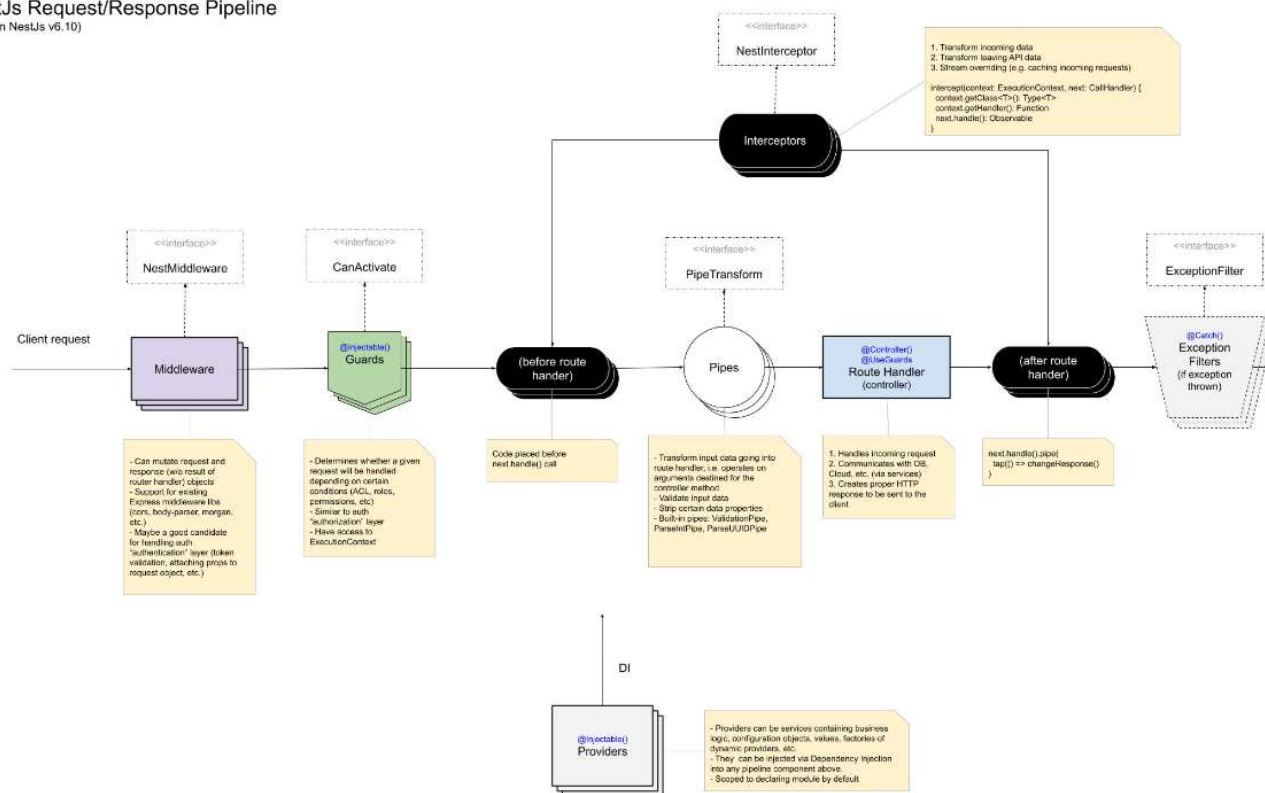 tJs Request/Response Pipeline
n NestJs v6.10)
<<interface>>
NestInterceptor
1. Transform incoming data
2. Transform leaving API data
3. Stream overriding (e.g. caching incoming requests)
intercept(context: ExecutionContext, next: CallHandler) {
context.getClass<T>(): Type<T>
context.getHandler(): Function
next.handle(): Observable
}
Interceptors
<<interface>>
NestMiddleware
<<interface>>
CanActivate
<<interface>>
PipeTransform
<<interface>>
ExceptionFilter
Client request
Middleware
@Injectable()
Guards
(before route
hander)
Pipes
@Controller()
@UseGuards
Route Handler
(controller)
(after route
hander)
@Catch()
Exception
Filters
(if exception
thrown)
- Can mutate request and
response (w/o result of
router handler) objects
- Support for existing
Express middleware libs
(cors, body-parser, morgan,
etc.)
- Maybe a good candidate
for handling auth
"authentication" layer (token
validation, attaching props to
request object, etc.)
- Determines whether a given
request will be handled
depending on certain
conditions (ACL, roles,
permissions, etc)
- Similar to auth
"authorization" layer
- Have access to
ExecutionContext
Code placed before
next.handle() call
- Transform input data going into
route handler, i.e. operates on
arguments destined for the
controller method
- Validate input data
- Strip certain data properties
- Built-in pipes: ValidationPipe,
ParseIntPipe, ParseUUIDPipe
1. Handles incoming request
2. Communicates with DB,
Cloud, etc. (via services)
3. Creates proper HTTP
response to be sent to the
client
next.handle().pipe(
tap(() => changeResponse()
}
DI
@Injectable()
Providers
- Providers can be services containing business
logic, configuration objects, values, factories of
dynamic providers, etc.
- They can be injected via Dependency Injection
into any pipeline component above.
- Scoped to declaring module by default